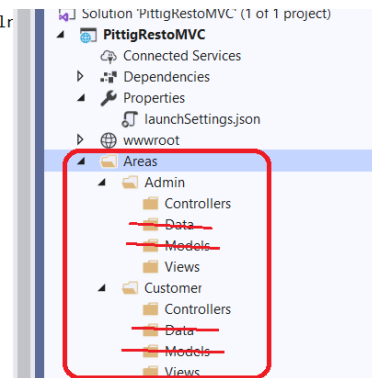 lr
Solution 'PittigRestoMVC' (1 of 1 project)
PittigRestoMVC
Connected Services
Dependencies
Properties
launchSettings.json
wwwroot
Areas
Admin
Controllers
Data
Models
Views
Customer
Controllers
Data
Models
Views